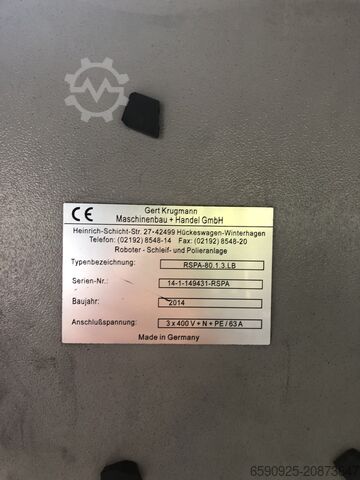 CE
Gert Krugmann
Maschinenbau + Handel GmbH
Heinrich-Schicht-Str. 27-42499 Hückeswagen-Winterhagen
Telefon: (02192) 8548-14 Fax: (02192) 8548-20
Roboter - Schleif- und Polieranlage
Typenbezeichnung: RSPA-80.1.3.LB
Serien-Nr.: 14-1-149431-RSPA
Baujahr: 2014
Anschlußspannung: 3 x 400 V + N + PE / 63 A
Made in Germany